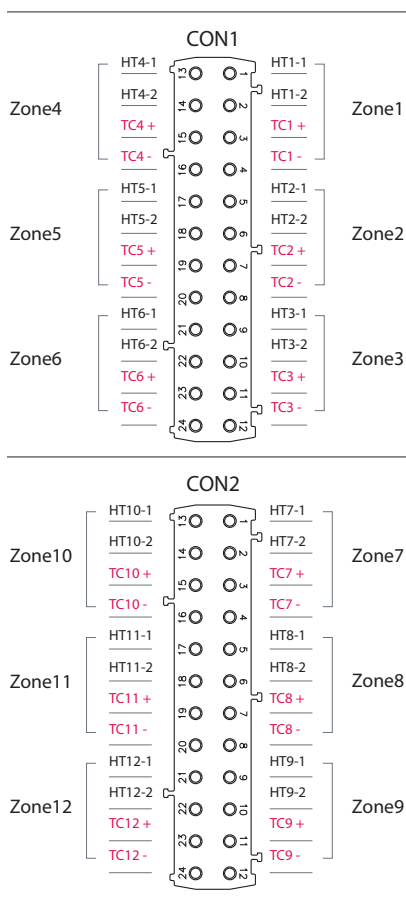 CON1
HT4-1 13 1 HT1-1
Zone4 HT4-2 14 2 HT1-2 Zone1
TC4 + 15 3 TC1 +
TC4 - 16 4 TC1 -
HT5-1 17 5 HT2-1
Zone5 HT5-2 18 6 HT2-2 Zone2
TC5 + 19 7 TC2 +
TC5 - 20 8 TC2 -
HT6-1 21 9 HT3-1
Zone6 HT6-2 22 10 HT3-2 Zone3
TC6 + 23 11 TC3 +
TC6 - 24 12 TC3 -
CON2
HT10-1 13 1 HT7-1
Zone10 HT10-2 14 2 HT7-2 Zone7
TC10 + 15 3 TC7 +
TC10 - 16 4 TC7 -
HT11-1 17 5 HT8-1
Zone11 HT11-2 18 6 HT8-2 Zone8
TC11 + 19 7 TC8 +
TC11 - 20 8 TC8 -
HT12-1 21 9 HT9-1
Zone12 HT12-2 22 10 HT9-2 Zone9
TC12 + 23 11 TC9 +
TC12 - 24 12 TC9 -